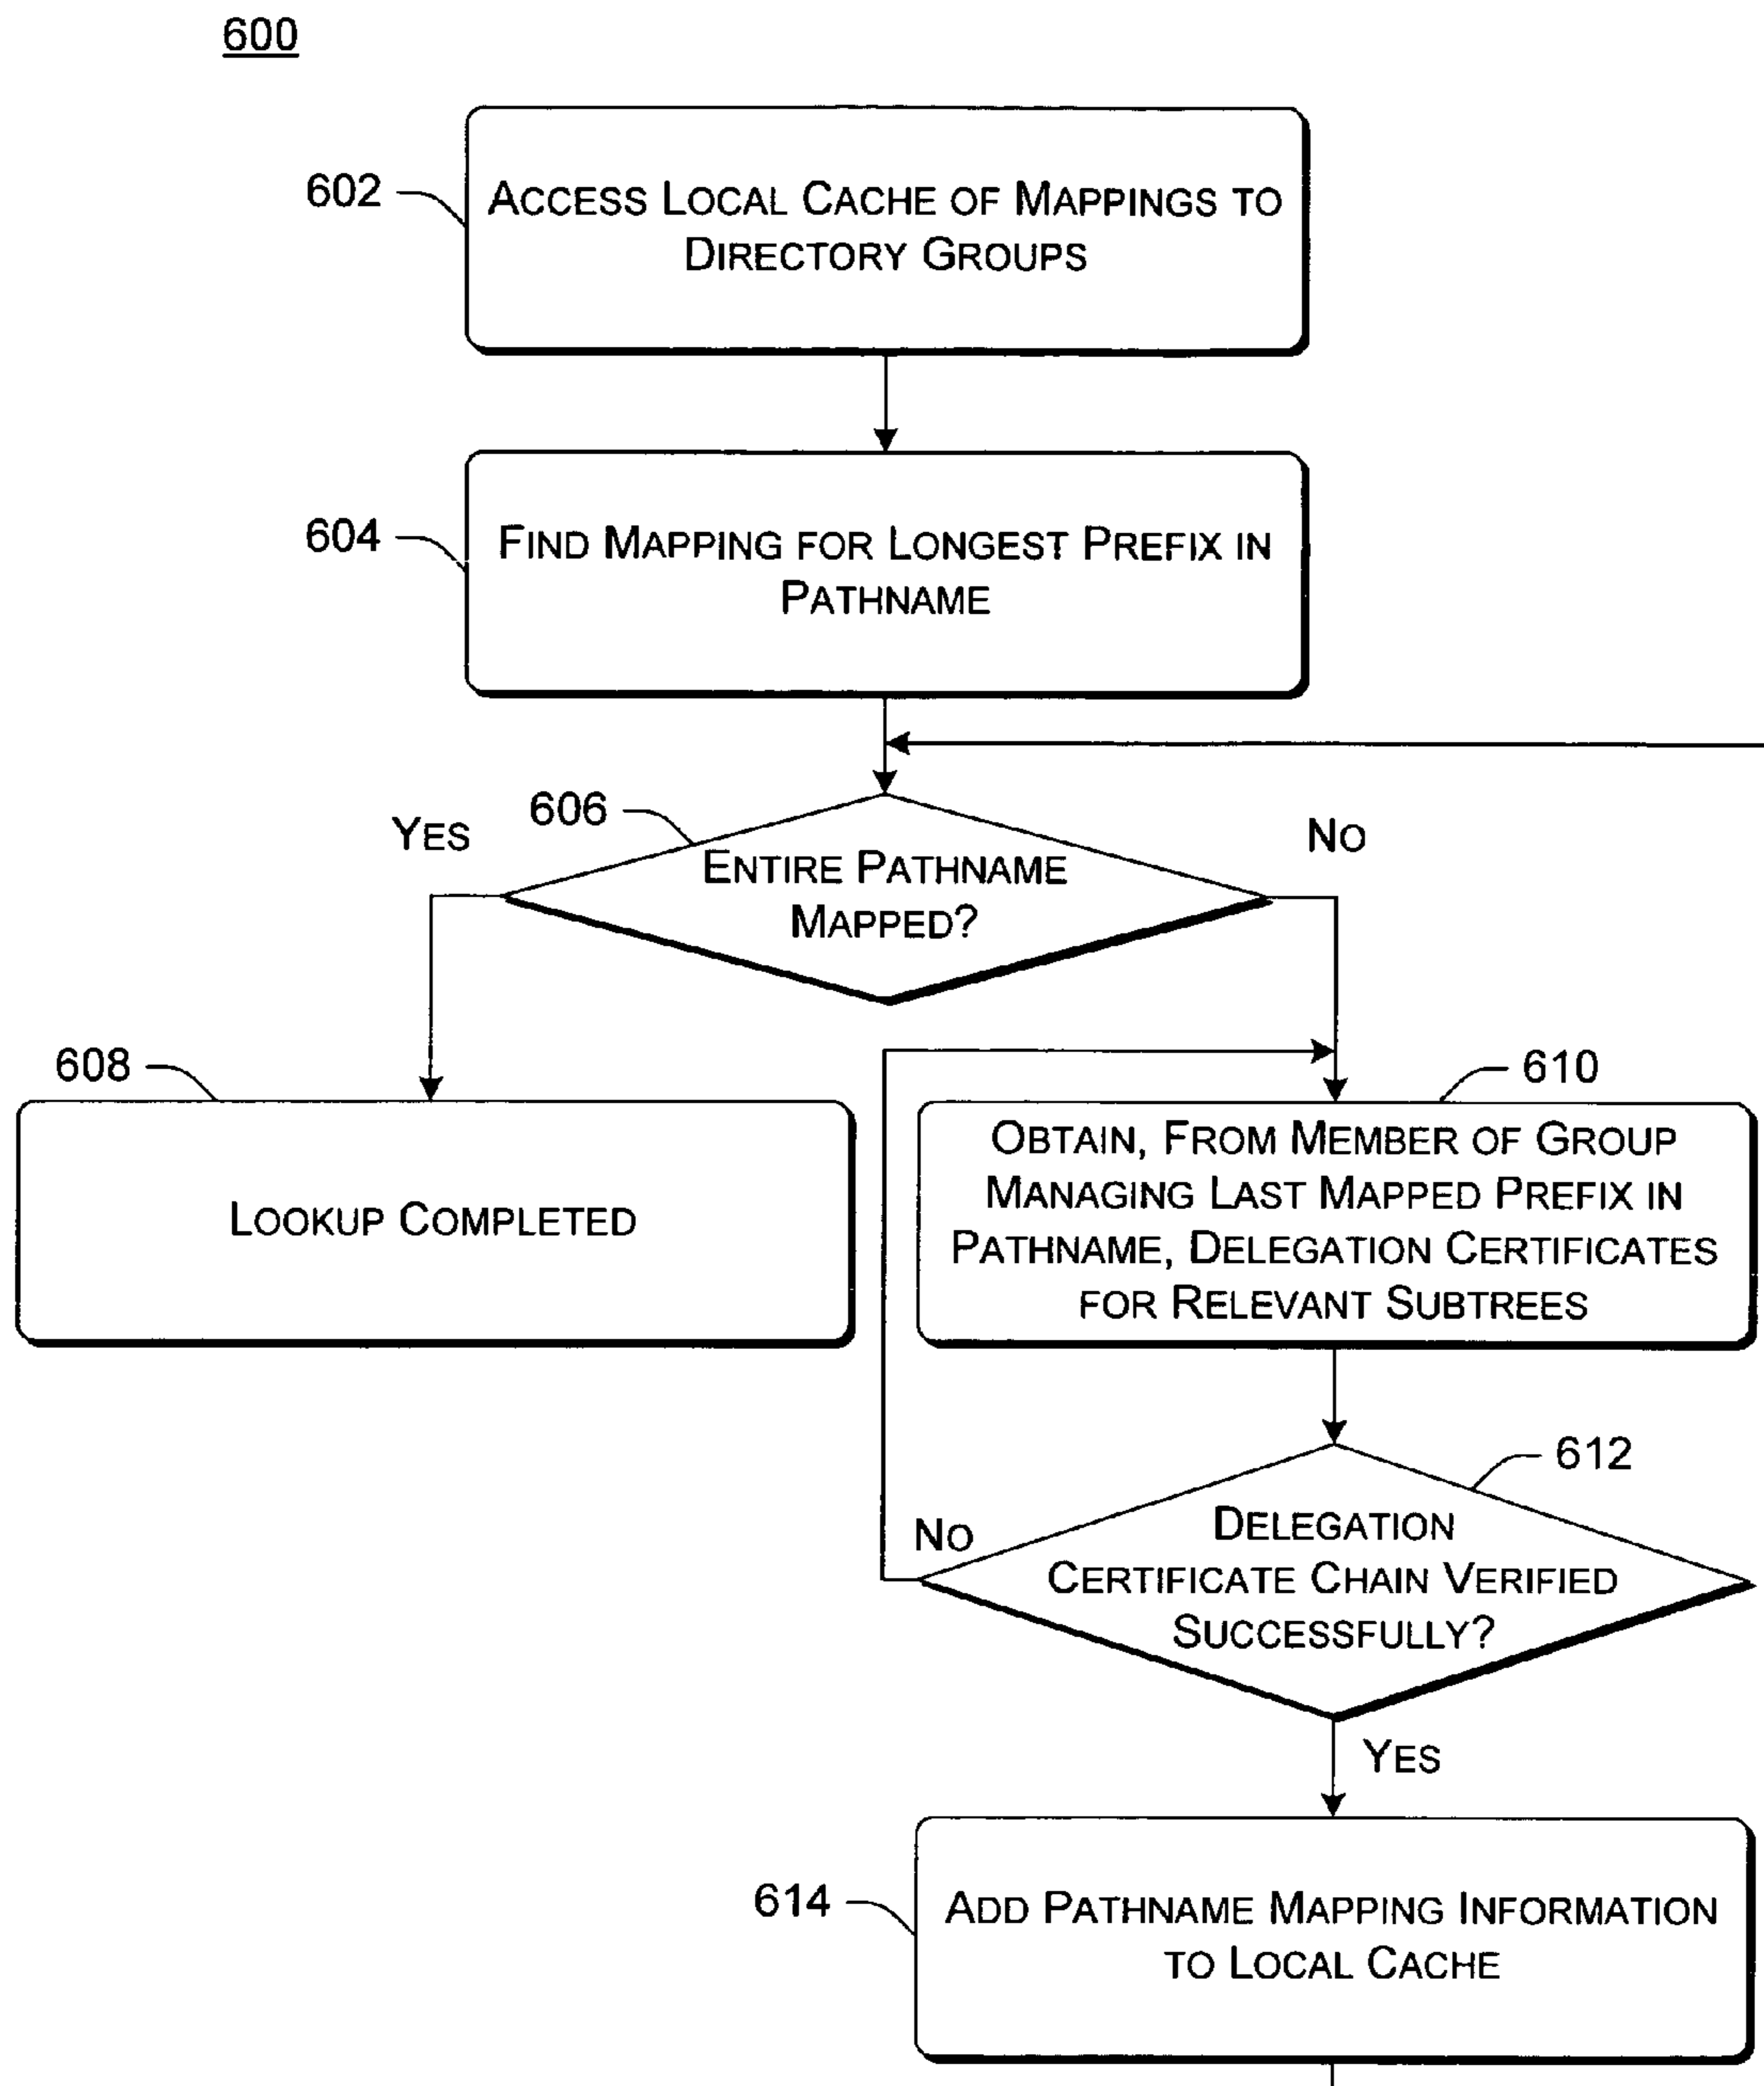 600
602
ACCESS LOCAL CACHE OF MAPPINGS TO
DIRECTORY GROUPS
604
FIND MAPPING FOR LONGEST PREFIX IN
PATHNAME
606
YES
NO
ENTIRE PATHNAME
MAPPED?
608
610
LOOKUP COMPLETED
OBTAIN, FROM MEMBER OF GROUP
MANAGING LAST MAPPED PREFIX IN
PATHNAME, DELEGATION CERTIFICATES
FOR RELEVANT SUBTREES
612
NO
DELEGATION
CERTIFICATE CHAIN VERIFIED
SUCCESSFULLY?
YES
614
ADD PATHNAME MAPPING INFORMATION
TO LOCAL CACHE